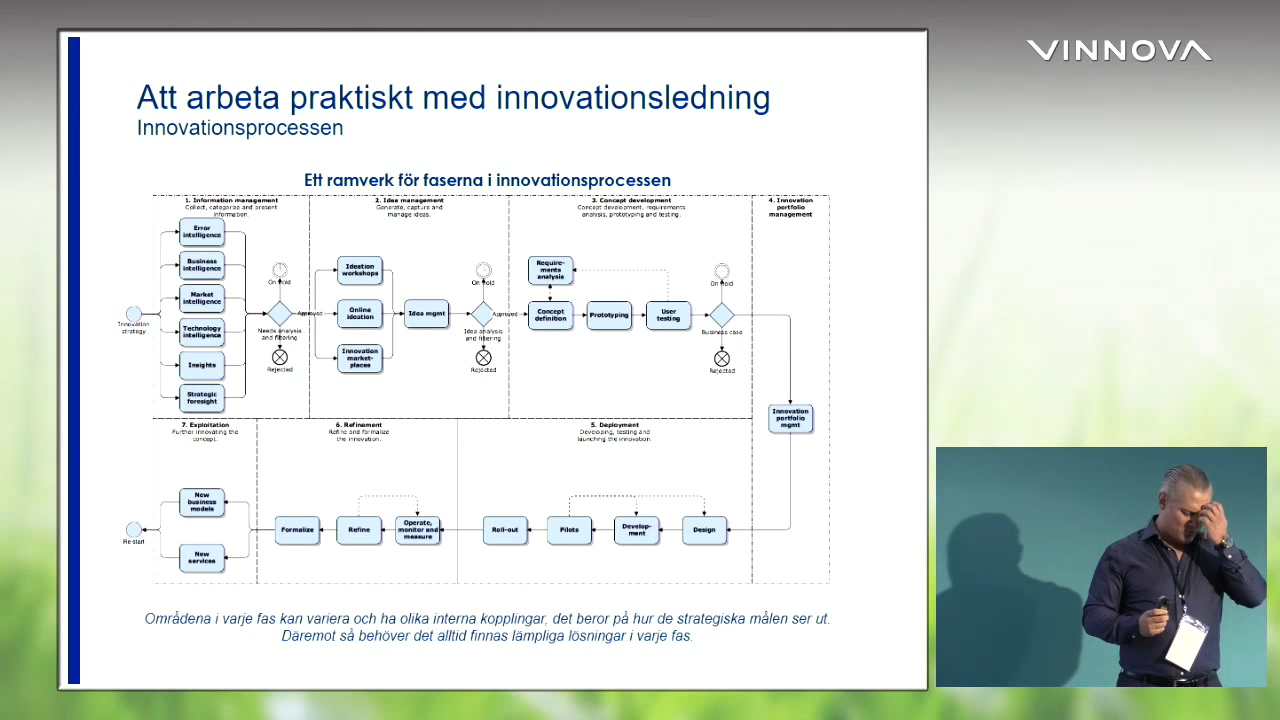 VINNOVA
Att arbeta praktiskt med innovationsledning
Innovationsprocessen
Ett ramverk för faserna i innovationsprocessen
1. Information management
Collect, categorize and present
information.
2. Idea management
Generate, capture and
manage ideas.
3. Concept development
Concept development, requirements
analysis, prototyping and testing.
4. Innovation
portfolio
management
Error
intelligence
Business
intelligence
Market
intelligence
Technology
intelligence
Insights
Strategic
foresight
Innovation
strategy
On hold
Approved
Needs analysis
and filtering
Rejected
Ideation
workshops
Online
ideation
Innovation
market-
places
Idea mgmt
On hold
Approved
Idea analysis
and filtering
Rejected
Require-
ments
analysis
Concept
definition
Prototyping
User
testing
On hold
Business case
Rejected
Innovation
portfolio
mgmt
7. Exploitation
Further innovating the
concept.
6. Refinement
Refine and formalize
the innovation.
5. Deployment
Developing, testing and
launching the innovation.
New
business
models
New
services
Re-start
Formalize
Refine
Operate,
monitor and
measure
Roll-out
Pilots
Develop-
ment
Design
Områdena i varje fas kan variera och ha olika interna kopplingar, det beror på hur de strategiska målen ser ut.
Däremot så behöver det alltid finnas lämpliga lösningar i varje fas.